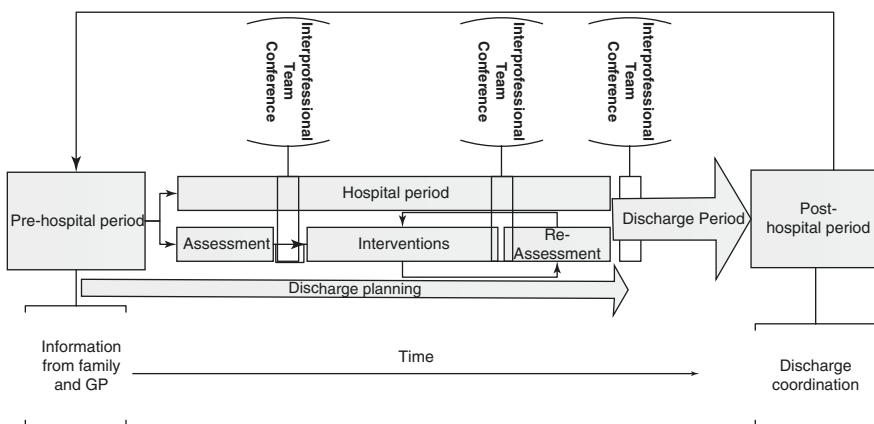 Interprofessional
Team
Conference
Interprofessional
Team
Conference
Interprofessional
Team
Conference
Pre-hospital period
Hospital period
Assessment
Interventions
Re-
Assessment
Discharge Period
Post-
hospital period
Discharge planning
Information
from family
and GP
Time
Discharge
coordination